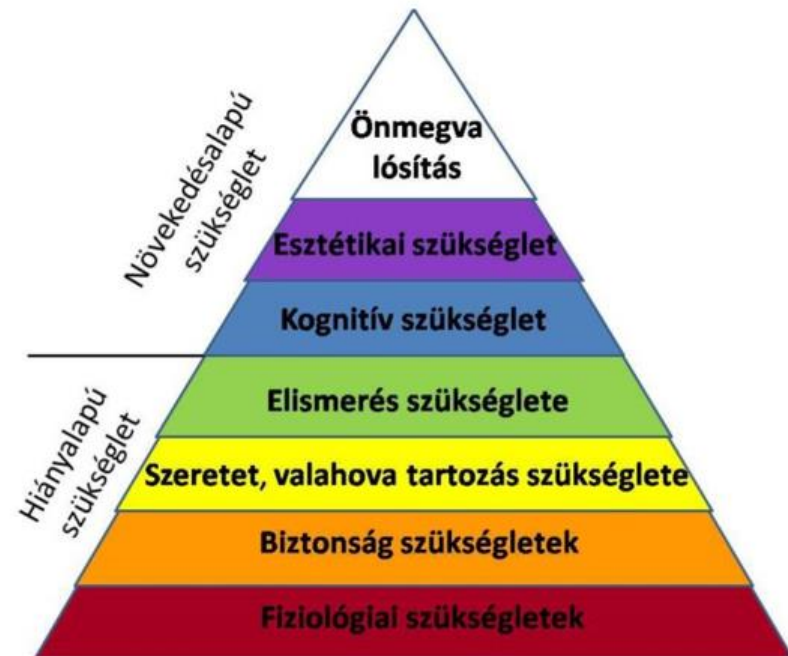 Növekedésalapú
szükséglet
Önmegva
lósítás
Esztétikai szükséglet
Kognitív szükséglet
Hiányalapú
szükséglet
Elismerés szükséglete
Szeretet, valahova tartozás szükséglete
Biztonság szükségletek
Fiziológiai szükségletek